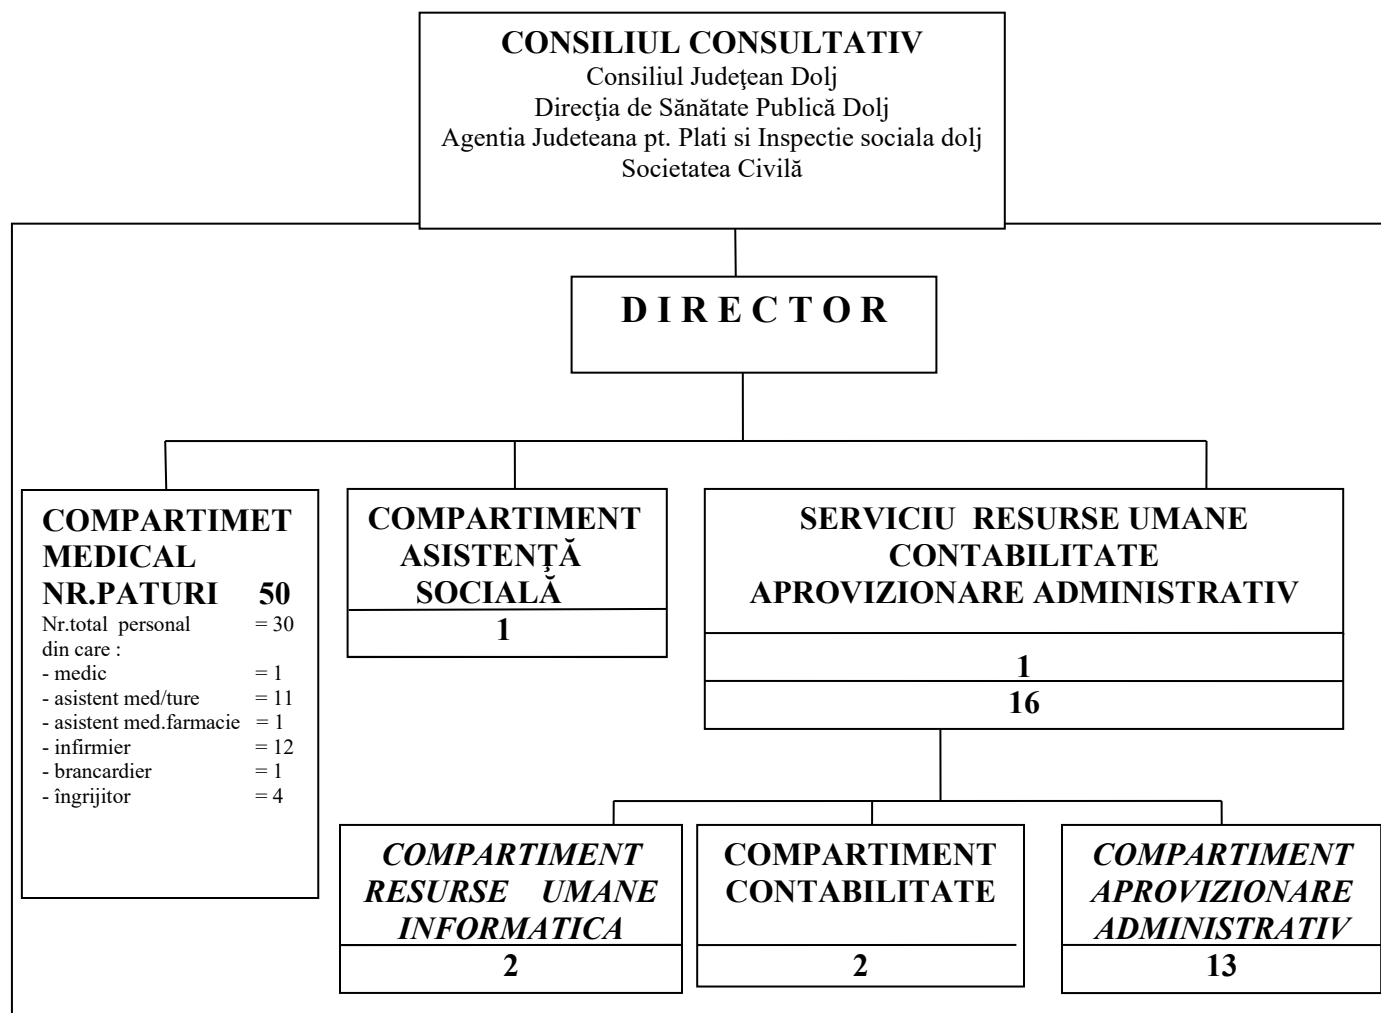 CONSILIUL CONSULTATIV
Consiliul Judeţean Dolj
Direcţia de Sănătate Publică Dolj
Agentia Judeteana pt. Plati si Inspectie sociala dolj
Societatea Civilă
D I R E C T O R
COMPARTIMET
MEDICAL
NR.PATURI 50
Nr.total personal = 30
din care :
- medic = 1
- asistent med/ture = 11
- asistent med.farmacie = 1
- infirmier = 12
- brancardier = 1
- îngrijitor = 4
COMPARTIMENT
ASISTENŢĂ
SOCIALĂ
1
SERVICIU RESURSE UMANE
CONTABILITATE
APROVIZIONARE ADMINISTRATIV
1
16
COMPARTIMENT
RESURSE UMANE
INFORMATICA
2
COMPARTIMENT
CONTABILITATE
2
COMPARTIMENT
APROVIZIONARE
ADMINISTRATIV
13